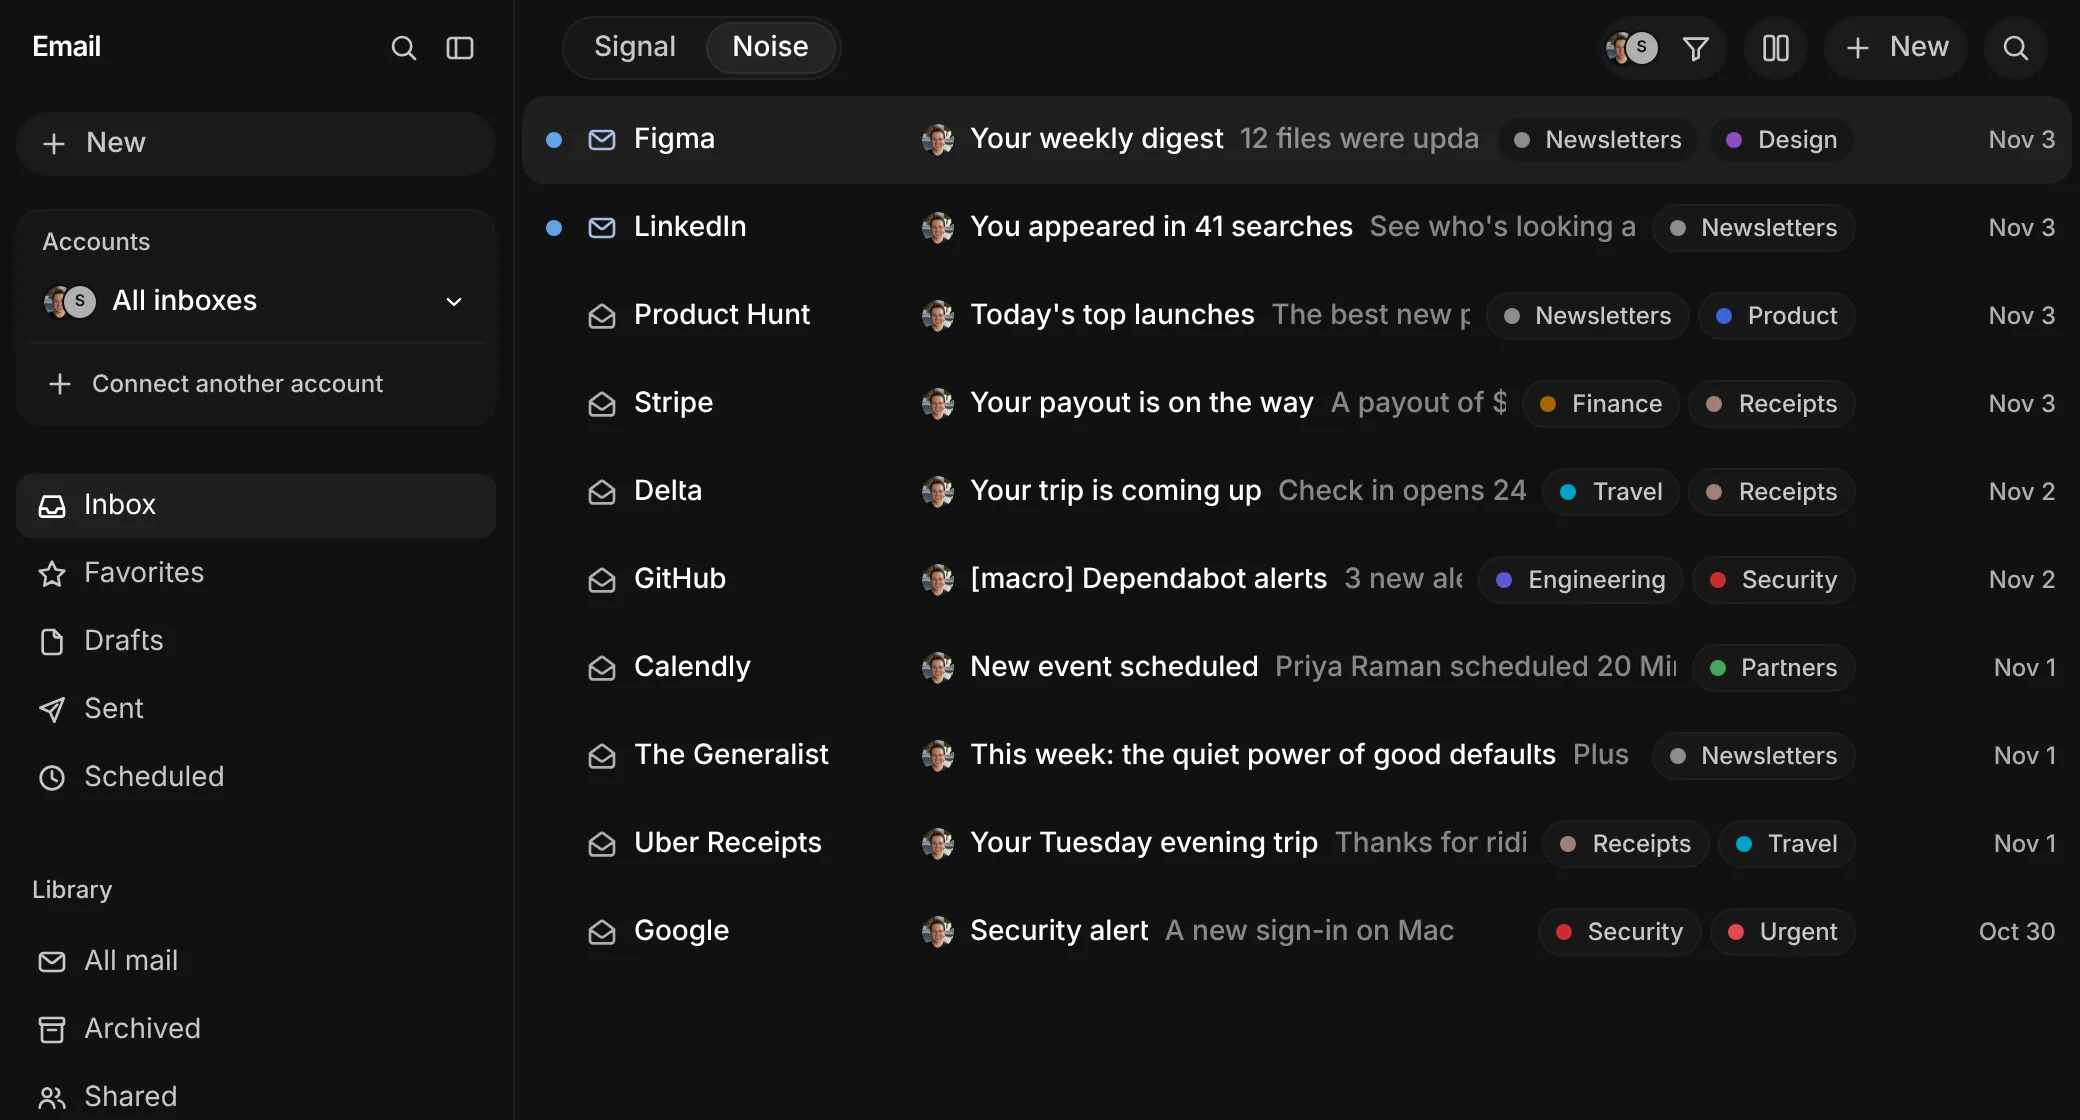 Email
Signal Noise
S
New
New
Accounts
S All inboxes
Connect another account
Inbox
Favorites
Drafts
Sent
Scheduled
Library
All mail
Archived
Shared
Figma Your weekly digest 12 files were upda Newsletters Design Nov 3
LinkedIn You appeared in 41 searches See who's looking a Newsletters Nov 3
Product Hunt Today's top launches The best new p Newsletters Product Nov 3
Stripe Your payout is on the way A payout of $ Finance Receipts Nov 3
Delta Your trip is coming up Check in opens 24 Travel Receipts Nov 2
GitHub [macro] Dependabot alerts 3 new ale Engineering Security Nov 2
Calendly New event scheduled Priya Raman scheduled 20 Mi Partners Nov 1
The Generalist This week: the quiet power of good defaults Plus Newsletters Nov 1
Uber Receipts Your Tuesday evening trip Thanks for ridi Receipts Travel Nov 1
Google Security alert A new sign-in on Mac Security Urgent Oct 30